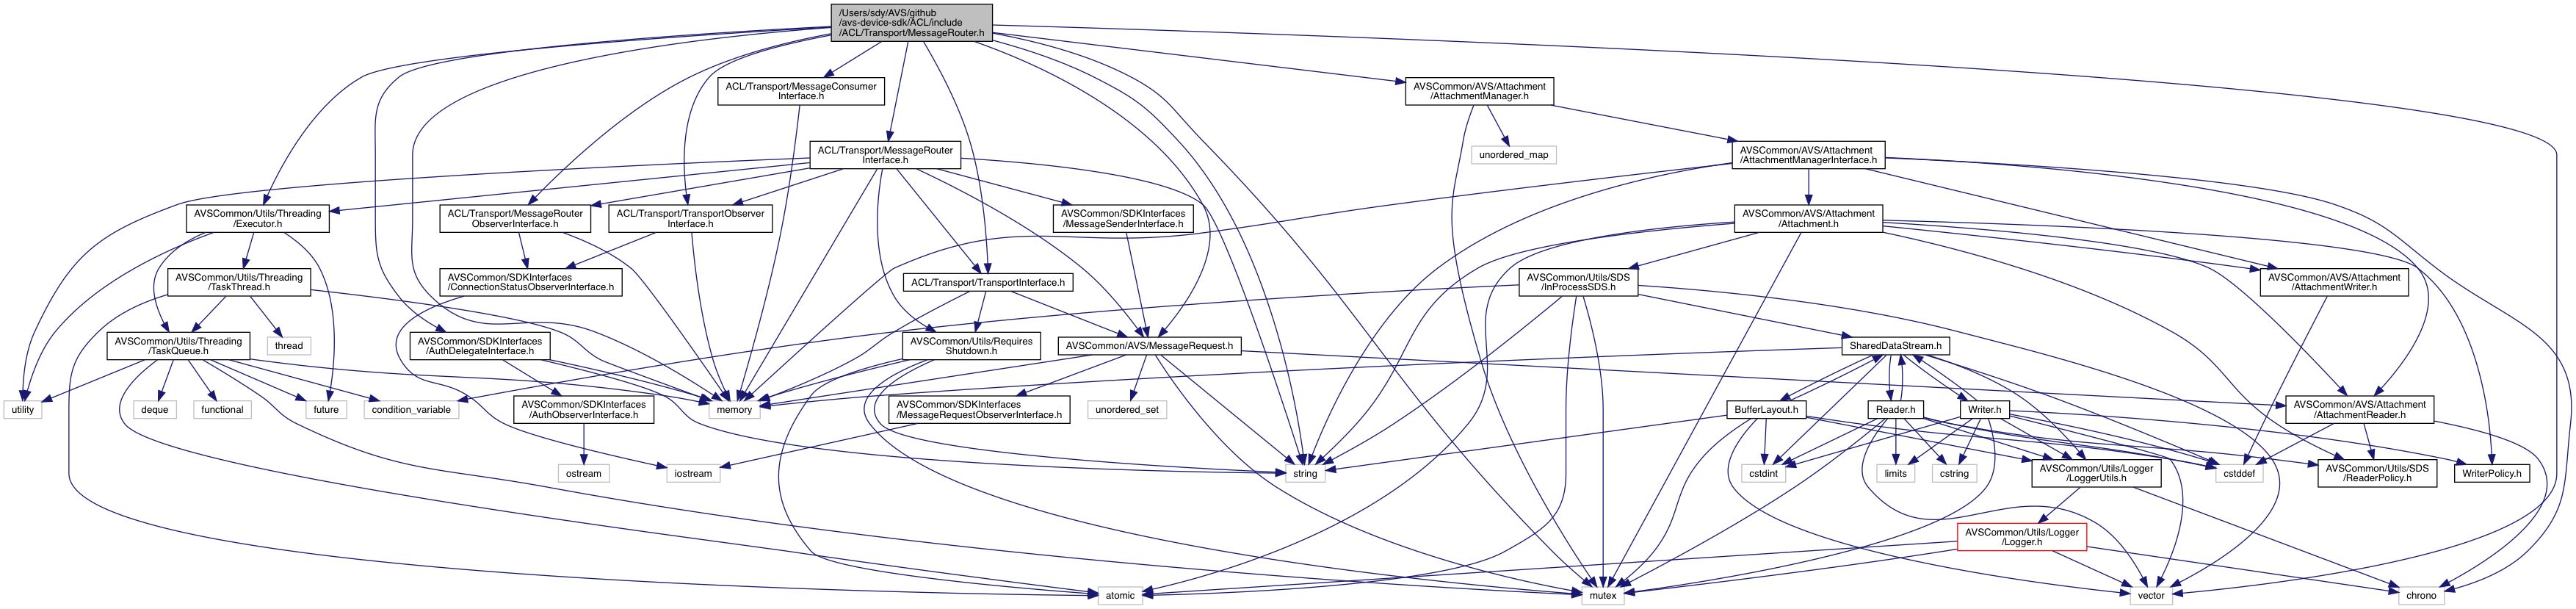 /Users/sdy/AVS/github
/avs-device-sdk/ACL/include
/ACL/Transport/MessageRouter.h
ACL/Transport/MessageConsumer
Interface.h
AVSCommon/AVS/Attachment
/AttachmentManager.h
ACL/Transport/MessageRouter
Interface.h
unordered_map
AVSCommon/AVS/Attachment
/AttachmentManagerInterface.h
AVSCommon/Utils/Threading
/Executor.h
ACL/Transport/MessageRouter
ObserverInterface.h
ACL/Transport/TransportObserver
Interface.h
AVSCommon/SDKInterfaces
/MessageSenderInterface.h
AVSCommon/AVS/Attachment
/Attachment.h
AVSCommon/Utils/Threading
/TaskThread.h
AVSCommon/SDKInterfaces
/ConnectionStatusObserverInterface.h
ACL/Transport/TransportInterface.h
AVSCommon/Utils/SDS
/InProcessSDS.h
AVSCommon/AVS/Attachment
/AttachmentWriter.h
AVSCommon/Utils/Threading
/TaskQueue.h
thread
AVSCommon/SDKInterfaces
/AuthDelegateInterface.h
AVSCommon/Utils/Requires
Shutdown.h
AVSCommon/AVS/MessageRequest.h
SharedDataStream.h
utility
deque
functional
future
condition_variable
AVSCommon/SDKInterfaces
/AuthObserverInterface.h
memory
AVSCommon/SDKInterfaces
/MessageRequestObserverInterface.h
unordered_set
BufferLayout.h
Reader.h
Writer.h
AVSCommon/AVS/Attachment
/AttachmentReader.h
ostream
iostream
string
cstdint
limits
cstring
AVSCommon/Utils/Logger
/LoggerUtils.h
cstddef
AVSCommon/Utils/SDS
/ReaderPolicy.h
WriterPolicy.h
AVSCommon/Utils/Logger
/Logger.h
atomic
mutex
vector
chrono